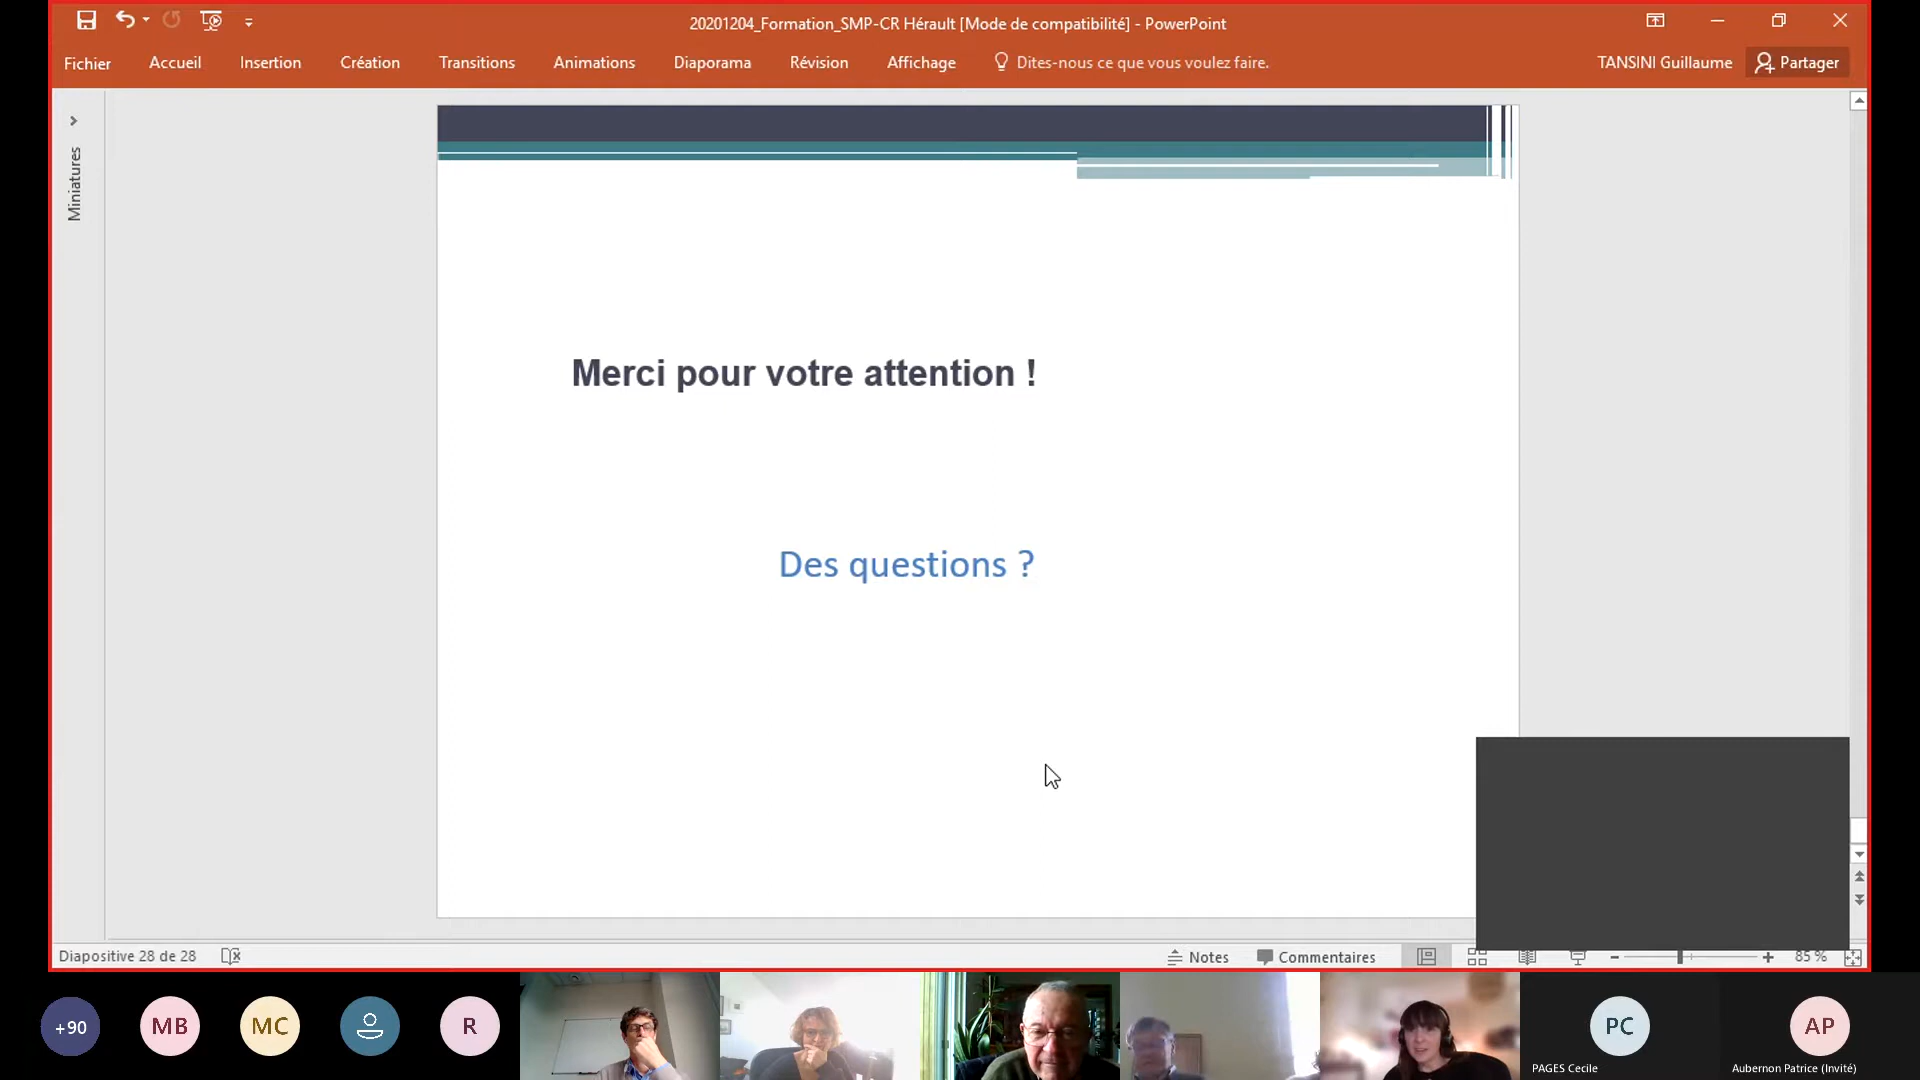 20201204_Formation_SMP-CR Hérault [Mode de compatibilité] - PowerPoint
Fichier Accueil Insertion Création Transitions Animations Diaporama Révision Affichage Dites-nous ce que vous voulez faire. TANSINI Guillaume Partager
Miniatures
Merci pour votre attention !
Des questions ?
Diapositive 28 de 28 Notes Commentaires 85 %
+90 MB MC R PC AP
PAGES Cecile Aubernon Patrice (Invité)